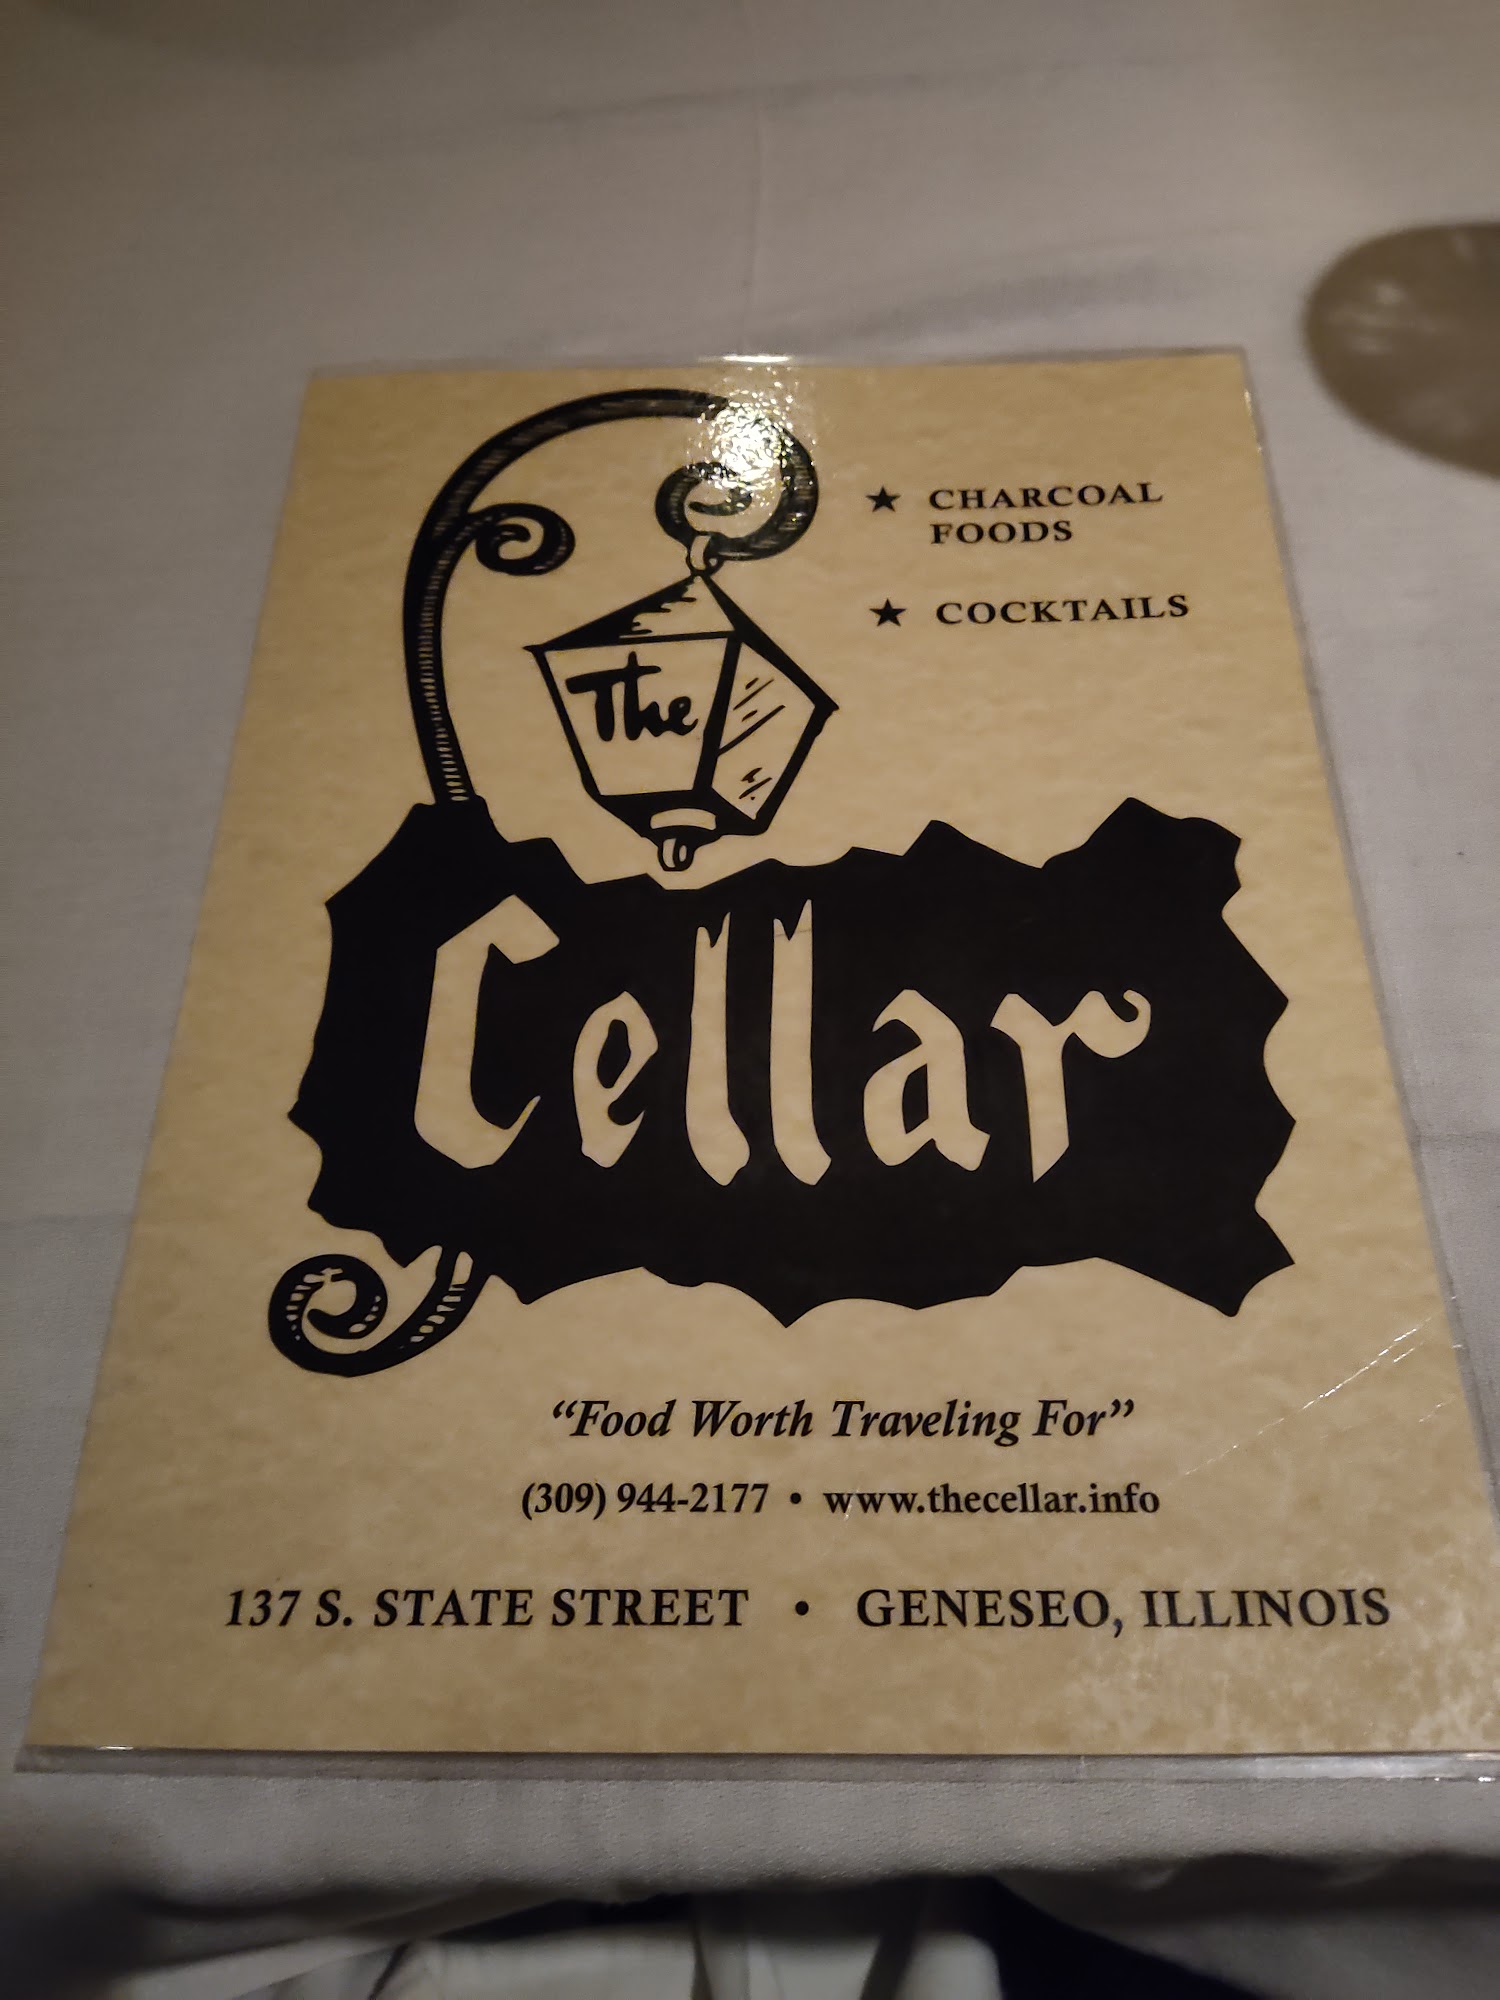 ★ CHARCOAL
FOODS
★ COCKTAILS
The
Cellar
“Food Worth Traveling For”
(309) 944-2177 • www.thecellar.info
137 S. STATE STREET • GENESEO, ILLINOIS